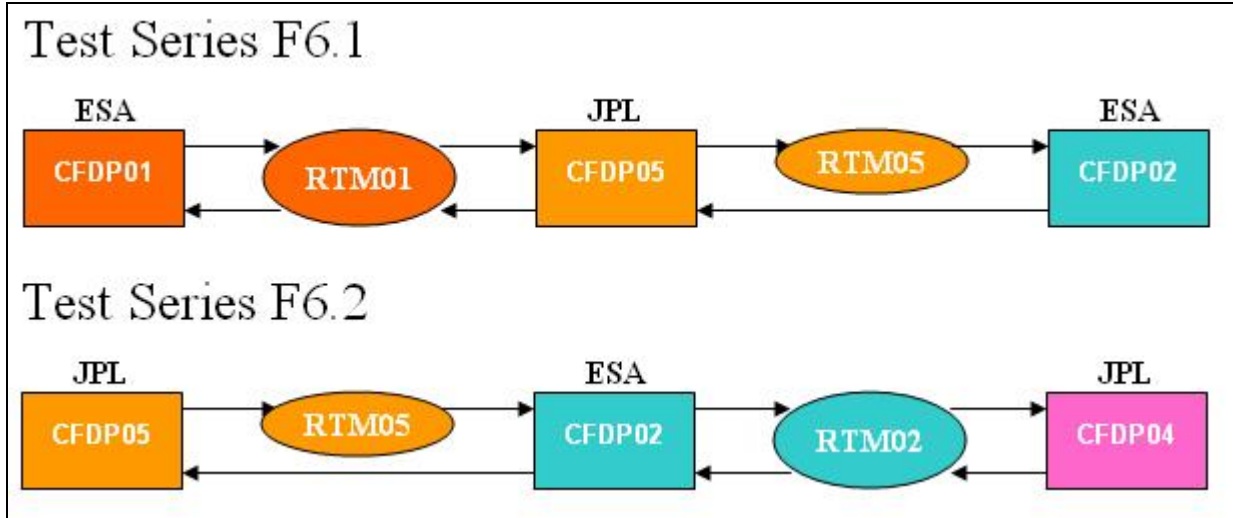 Test Series F6.1
ESA JPL ESA
CFDP01 RTM01 CFDP05 RTM05 CFDP02
Test Series F6.2
JPL ESA JPL
CFDP05 RTM05 CFDP02 RTM02 CFDP04